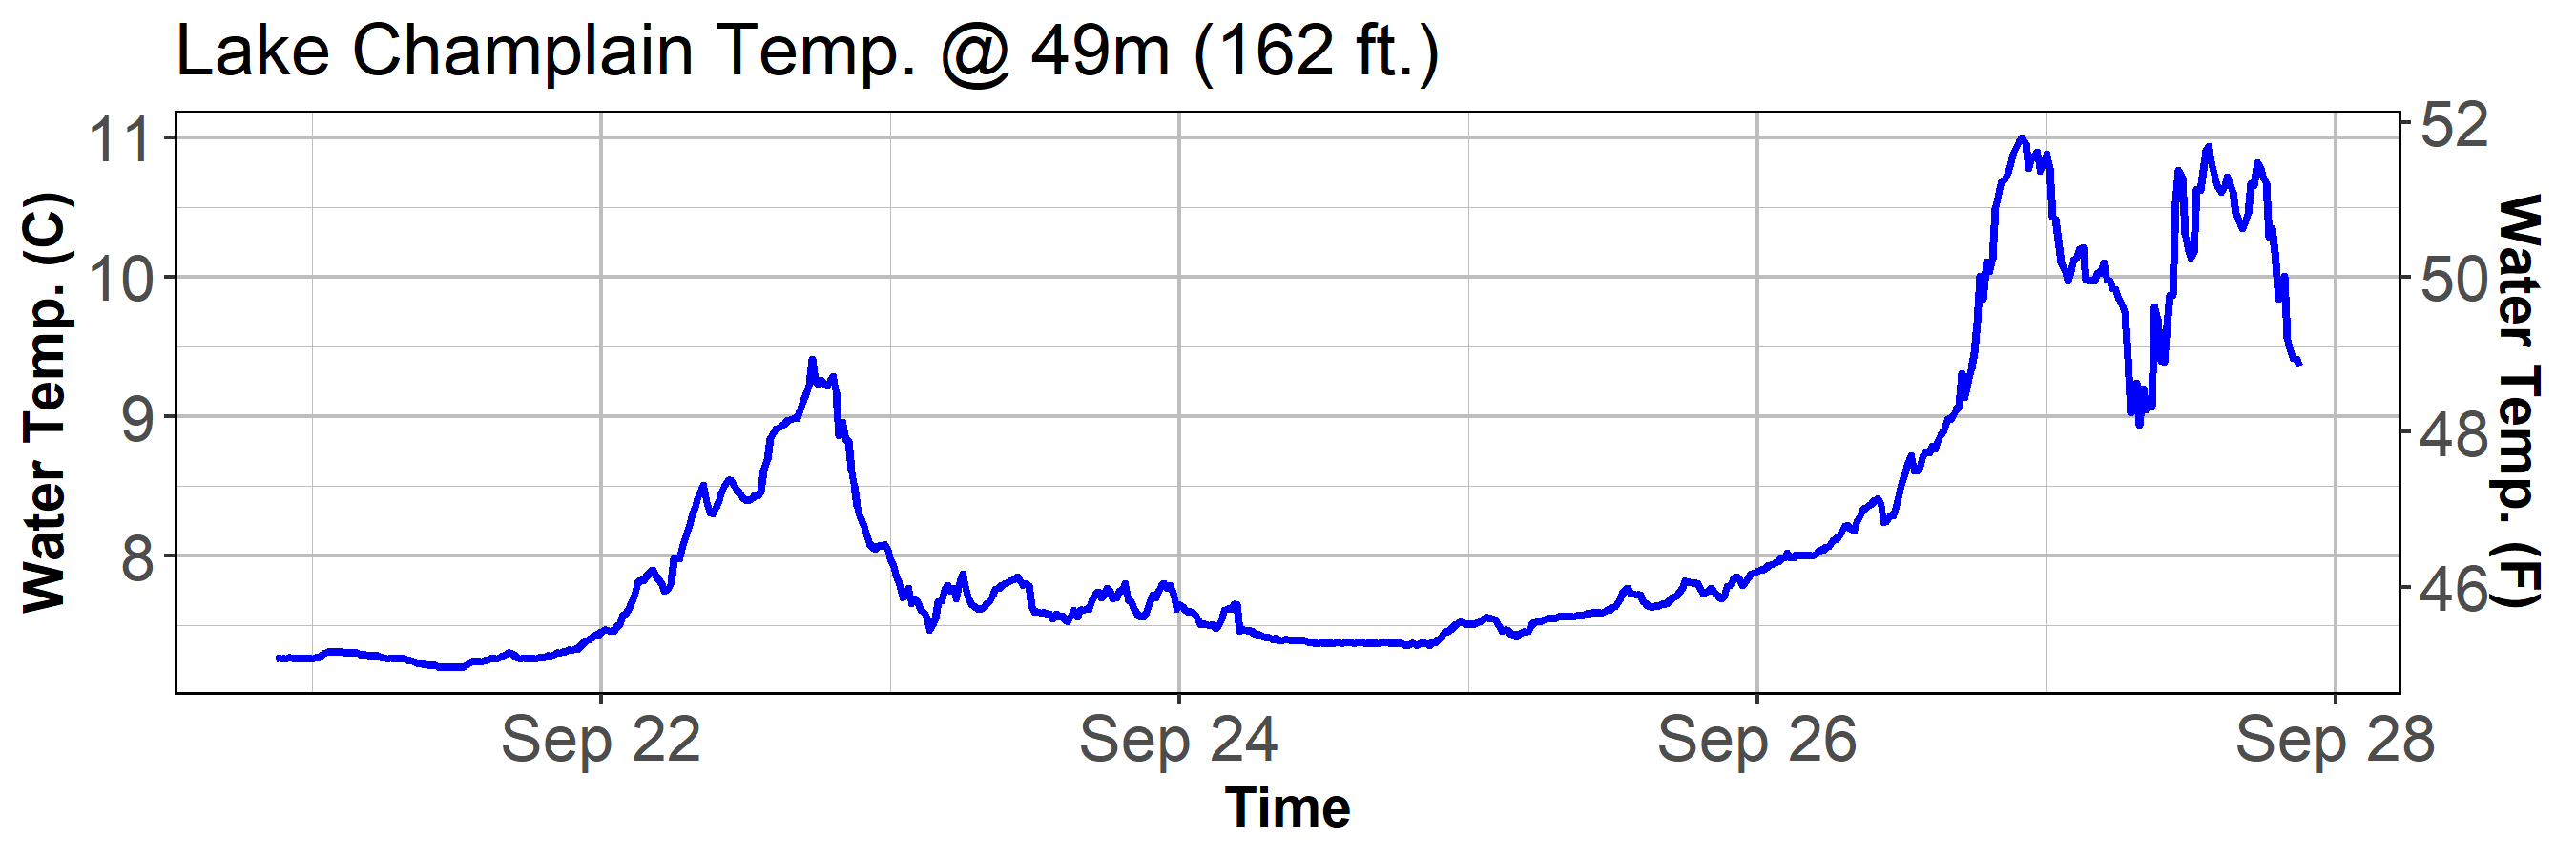 Lake Champlain Temp. @ 49m (162 ft.)
Water Temp. (C)
11
10
9
8
52
50
48
46
Water Temp. (F)
Sep 22
Sep 24
Sep 26
Sep 28
Time